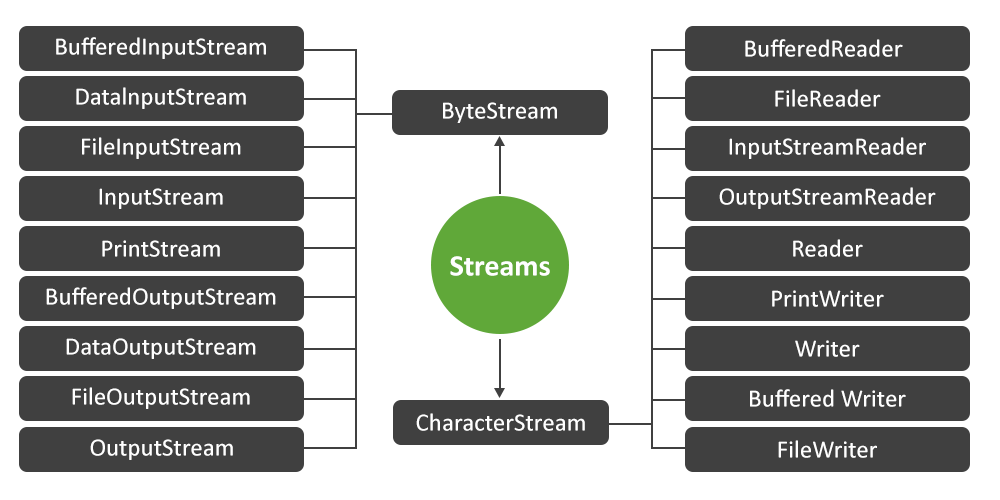 BufferedInputStream
DataInputStream
FileInputStream
InputStream
PrintStream
BufferedOutputStream
DataOutputStream
FileOutputStream
OutputStream
ByteStream
Streams
CharacterStream
BufferedReader
FileReader
InputStreamReader
OutputStreamReader
Reader
PrintWriter
Writer
Buffered Writer
FileWriter